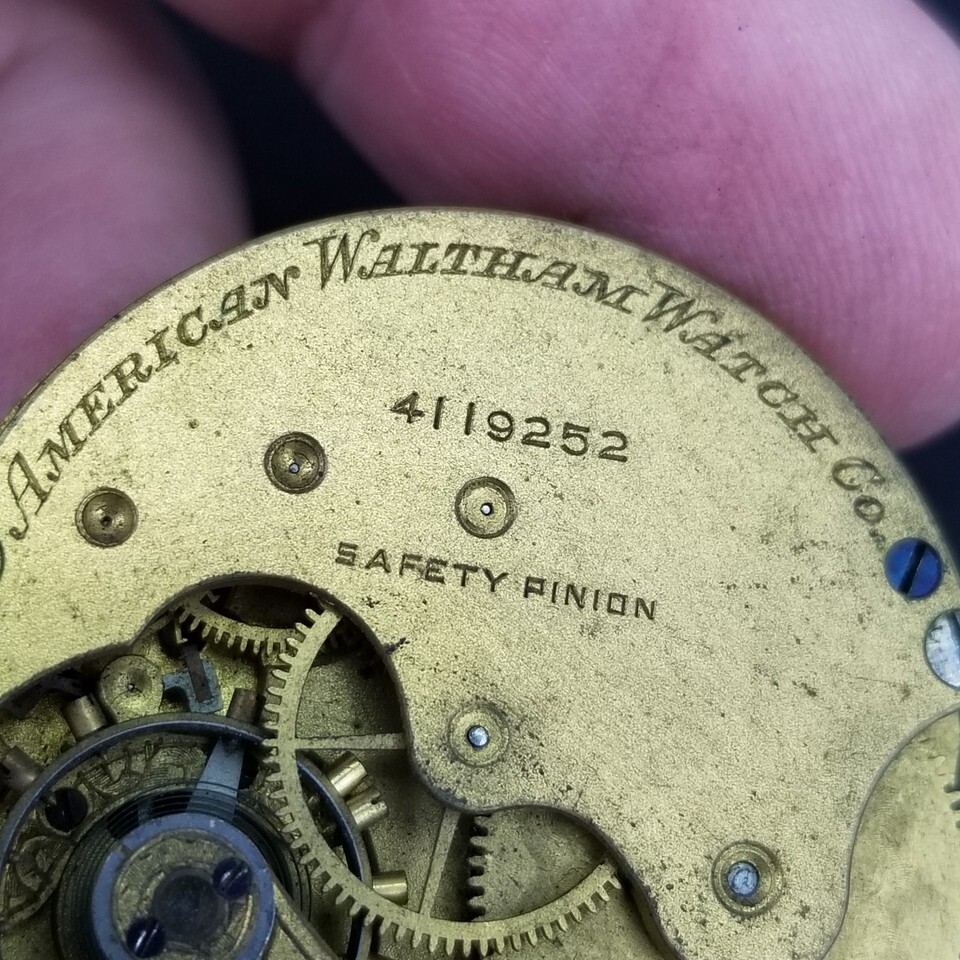 AMERICAN WALTHAM WATCH CO.
4119252
SAFETY PINION